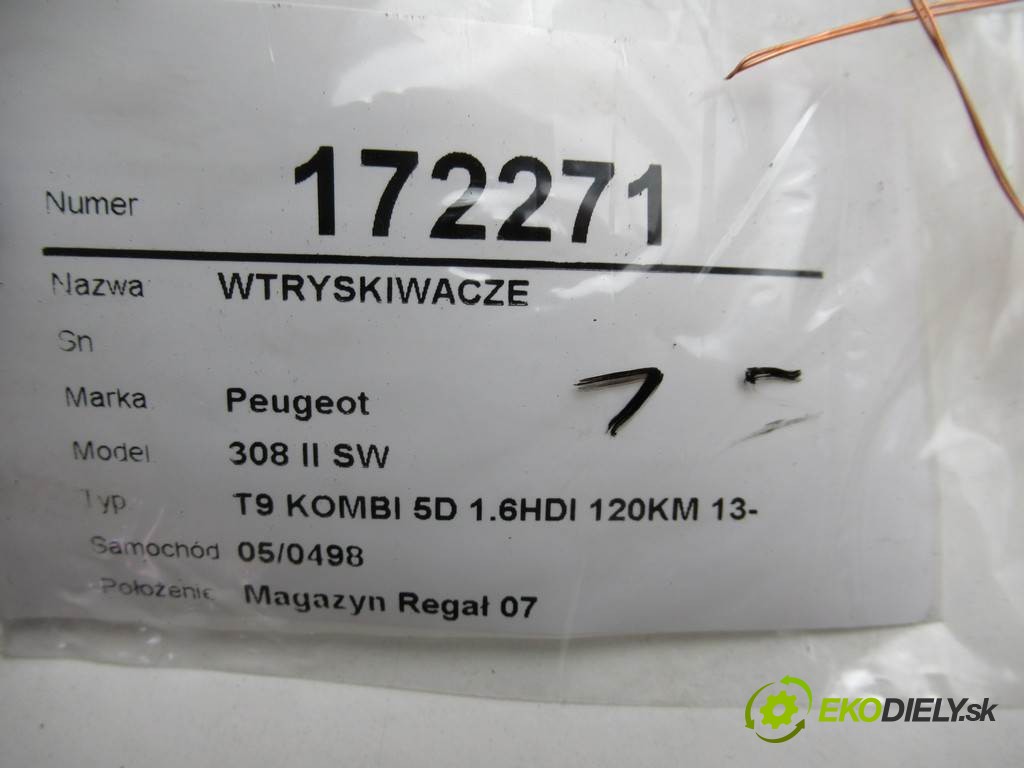 Numer 172271
Nazwa WTRYSKIWACZE
Sn
Marka Peugeot
Model 308 II SW
Typ T9 KOMBI 5D 1.6HDI 120KM 13-
Samochód 05/0498
Położenie Magazyn Regał 07
EKODIELY.sk